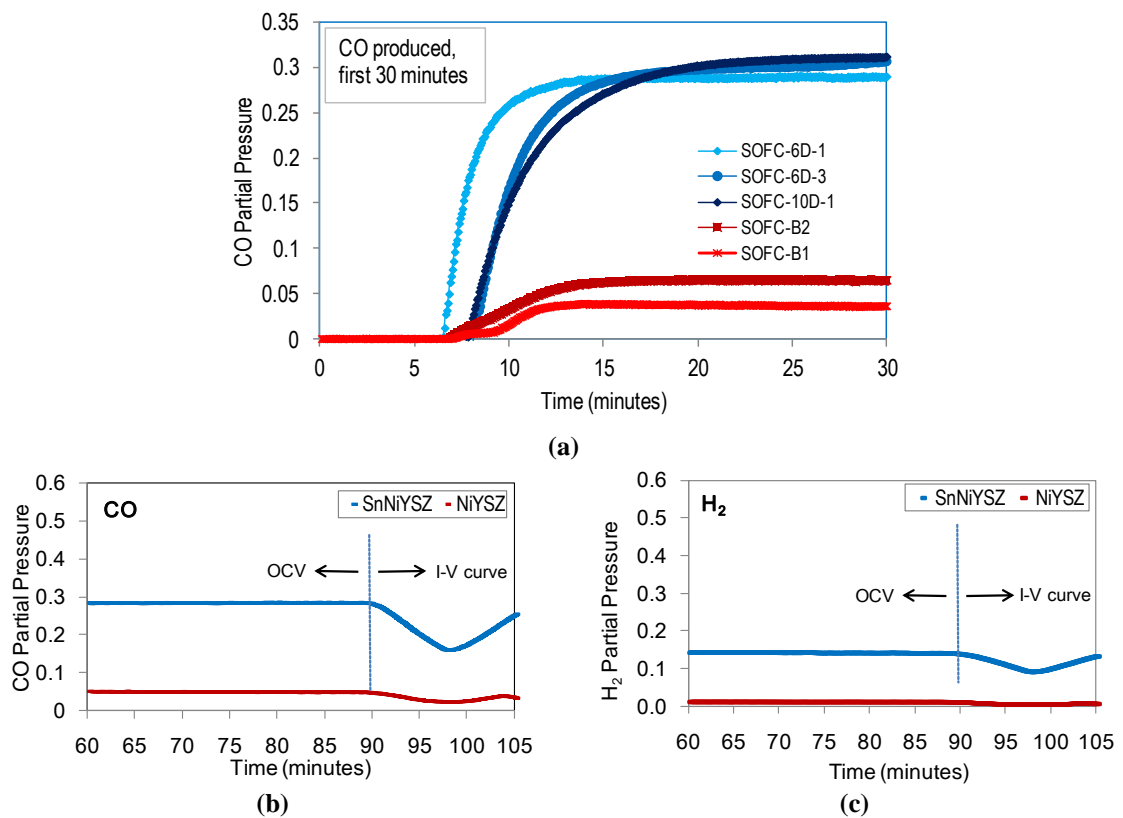 0.35
CO produced,
first 30 minutes
0.3
0.25
0.2
0.15
0.1
0.05
0
CO Partial Pressure
SOFC-6D-1
SOFC-6D-3
SOFC-10D-1
SOFC-B2
SOFC-B1
0 5 10 15 20 25 30
Time (minutes)
(a)
0.6
0.5
0.4
0.3
0.2
0.1
0
CO Partial Pressure
CO
SnNiYSZ NiYSZ
OCV I-V curve
60 65 70 75 80 85 90 95 100 105
Time (minutes)
(b)
0.6
0.5
0.4
0.3
0.2
0.1
0.0
H₂ Partial Pressure
H₂
SnNiYSZ NiYSZ
OCV I-V curve
60 65 70 75 80 85 90 95 100 105
Time (minutes)
(c)